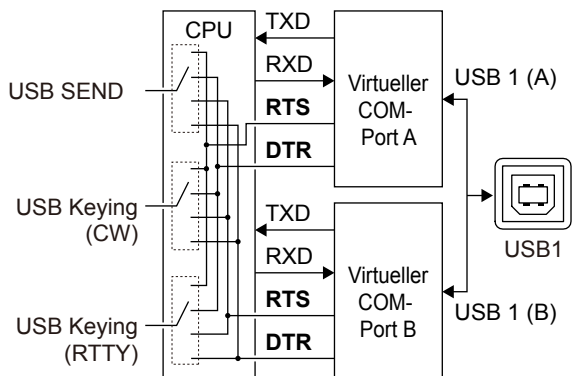 CPU
TXD
RXD
RTS
DTR
Virtueller
COM-
Port A
USB 1 (A)
USB SEND
USB Keying
(CW)
USB Keying
(RTTY)
TXD
RXD
RTS
DTR
Virtueller
COM-
Port B
USB 1 (B)
USB1